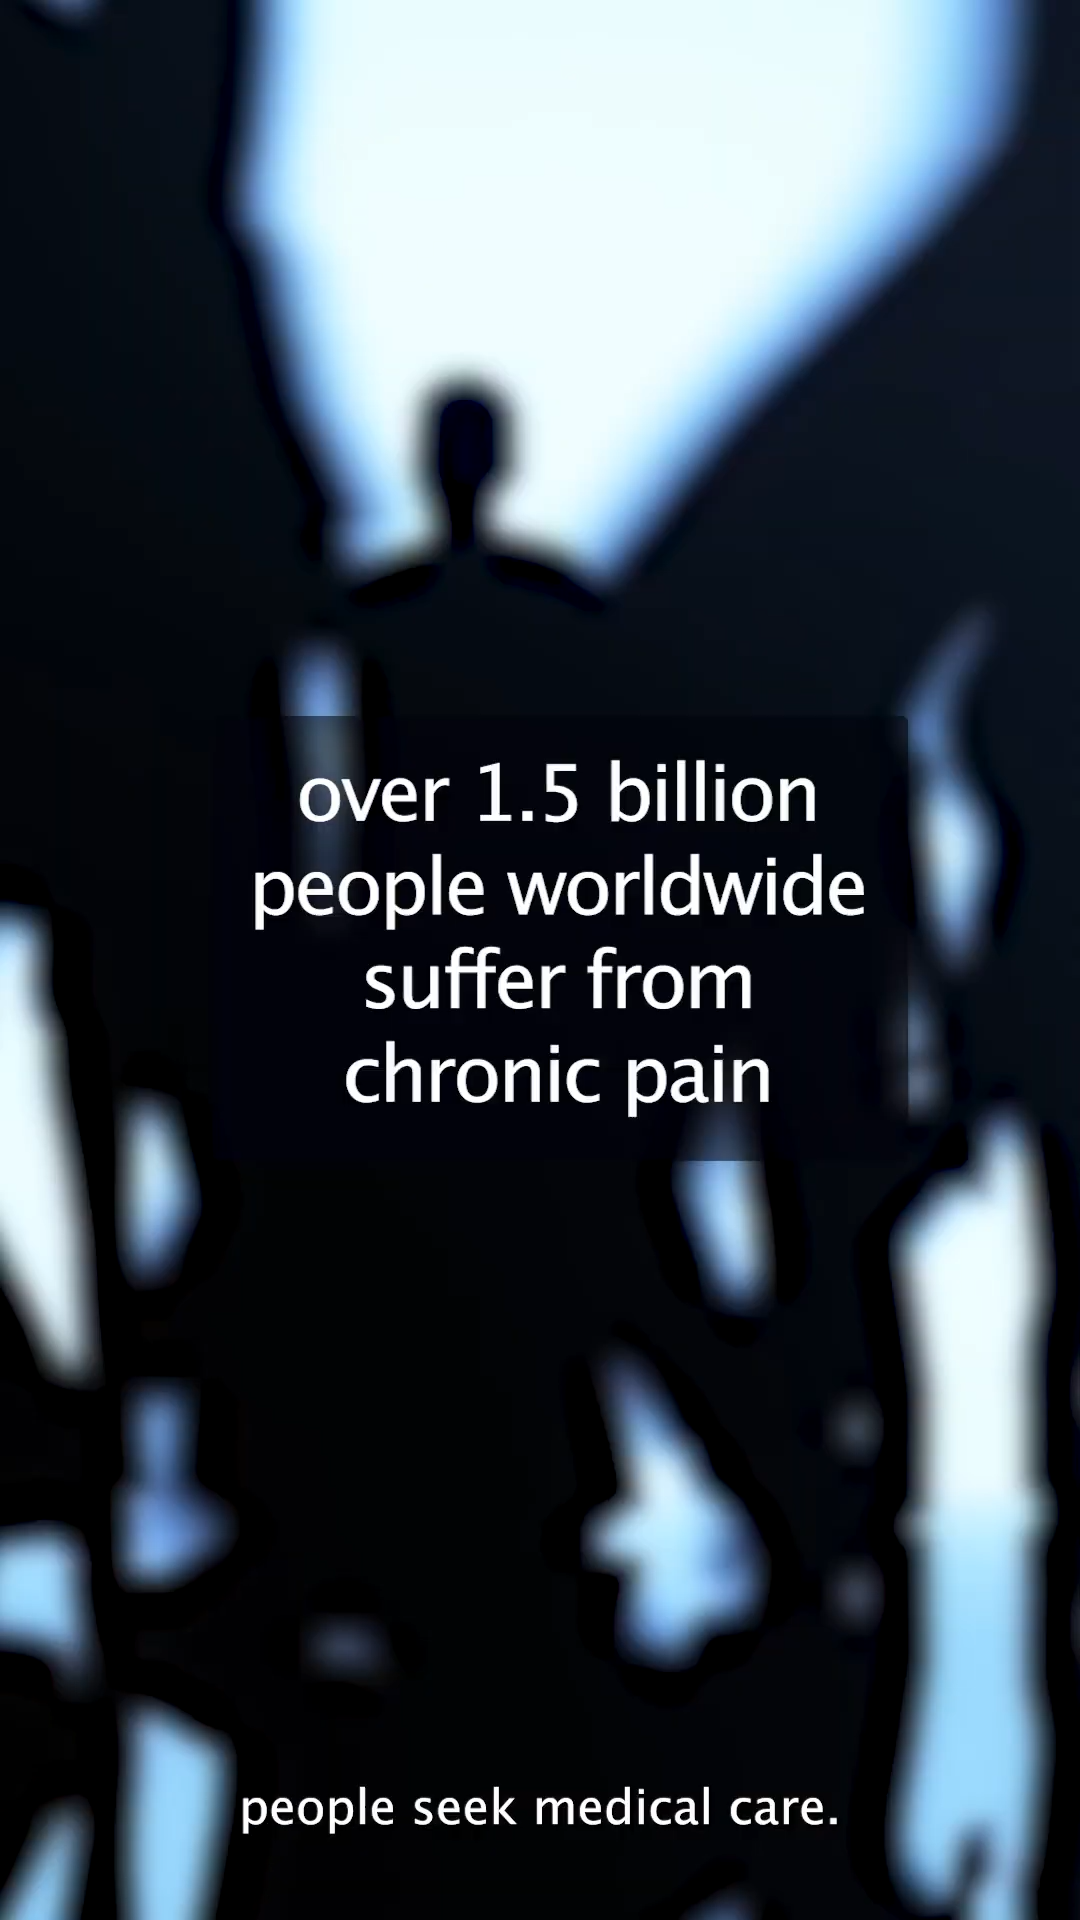 over 1.5 billion
people worldwide
suffer from
chronic pain
people seek medical care.